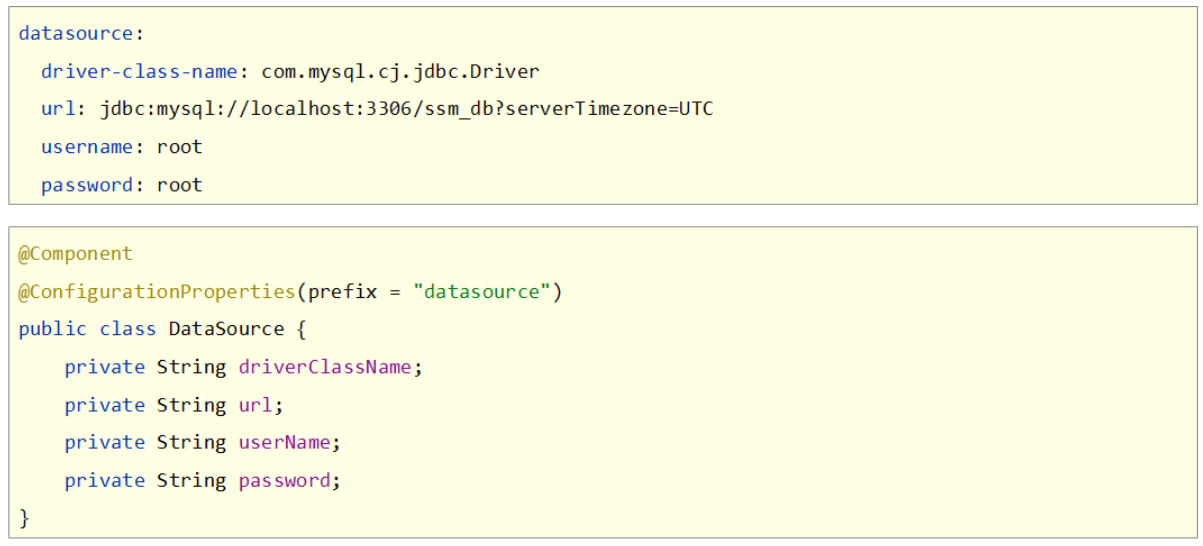 datasource:
  driver-class-name: com.mysql.cj.jdbc.Driver
  url: jdbc:mysql://localhost:3306/ssm_db?serverTimezone=UTC
  username: root
  password: root
@Component
@ConfigurationProperties(prefix = "datasource")
public class DataSource {
    private String driverClassName;
    private String url;
    private String userName;
    private String password;
}